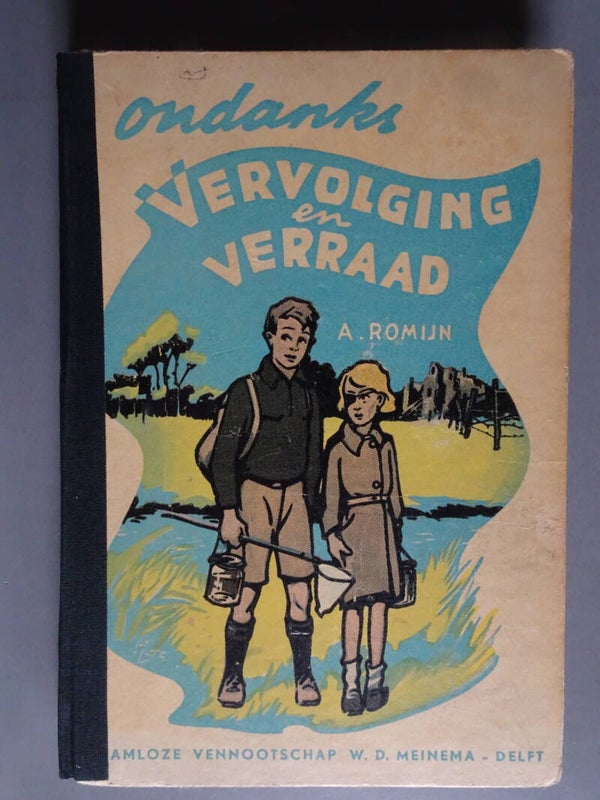 ondanks
VERVOLGING
en
VERRAAD
A. ROMIJN
AMLOZE VENNOOTSCHAP W. D. MEINEMA - DELFT